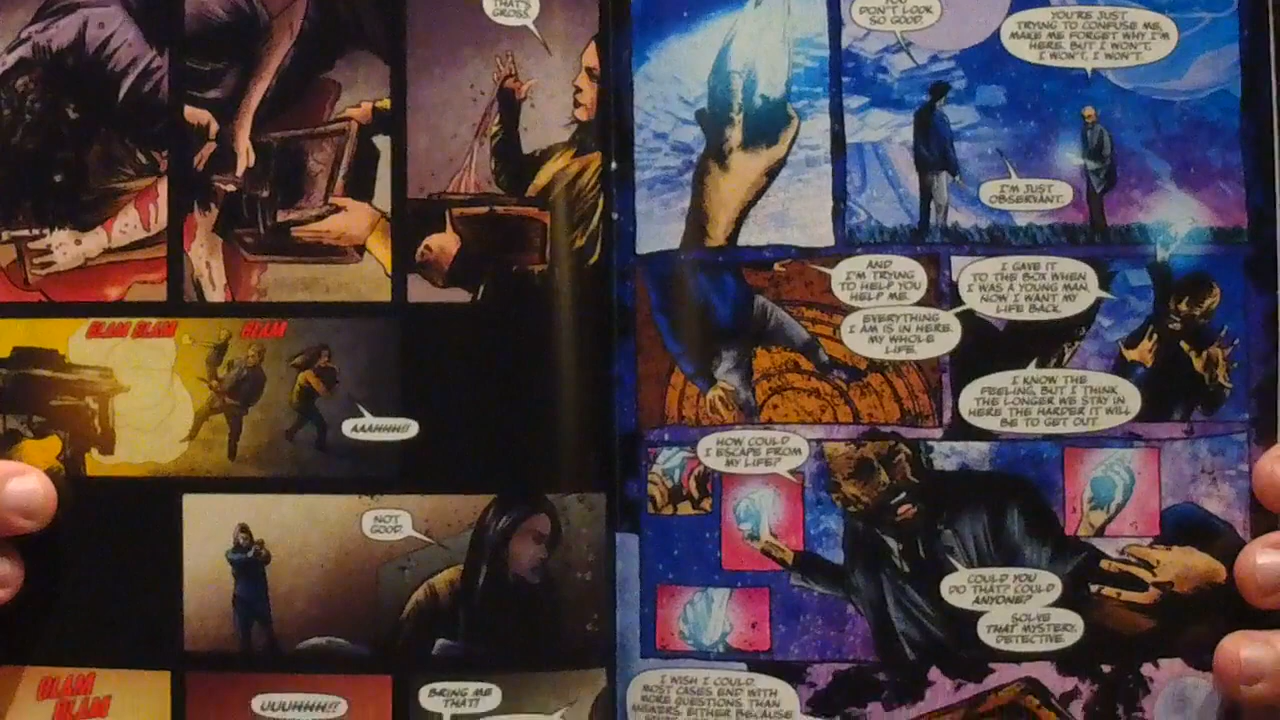 THAT'S
GROSS.
BLAM BLAM
BLAM
AAAHHH!!
NOT
GOOD.
BLAM
BLAM
UUUHHH!!
BRING ME
THAT!
YOU
DON'T LOOK
SO GOOD.
YOU'RE JUST
TRYING TO CONFUSE ME,
MAKE ME FORGET WHY I'M
HERE. BUT I WON'T.
I WON'T, I WON'T.
I'M JUST
OBSERVANT.
AND
I'M TRYING
TO HELP YOU
HELP ME.
EVERYTHING
I AM IS IN HERE.
MY WHOLE
LIFE.
I GAVE IT
TO THE BOX WHEN
I WAS A YOUNG MAN.
NOW I WANT MY
LIFE BACK.
I KNOW THE
FEELING, BUT I THINK
THE LONGER WE STAY IN
HERE THE HARDER IT WILL
BE TO GET OUT.
HOW COULD
I ESCAPE FROM
MY LIFE?
COULD YOU
DO THAT? COULD
ANYONE?
SOLVE
THAT MYSTERY,
DETECTIVE.
I WISH I COULD.
MOST CASES END WITH
MORE QUESTIONS THAN
ANSWERS. EITHER BECAUSE